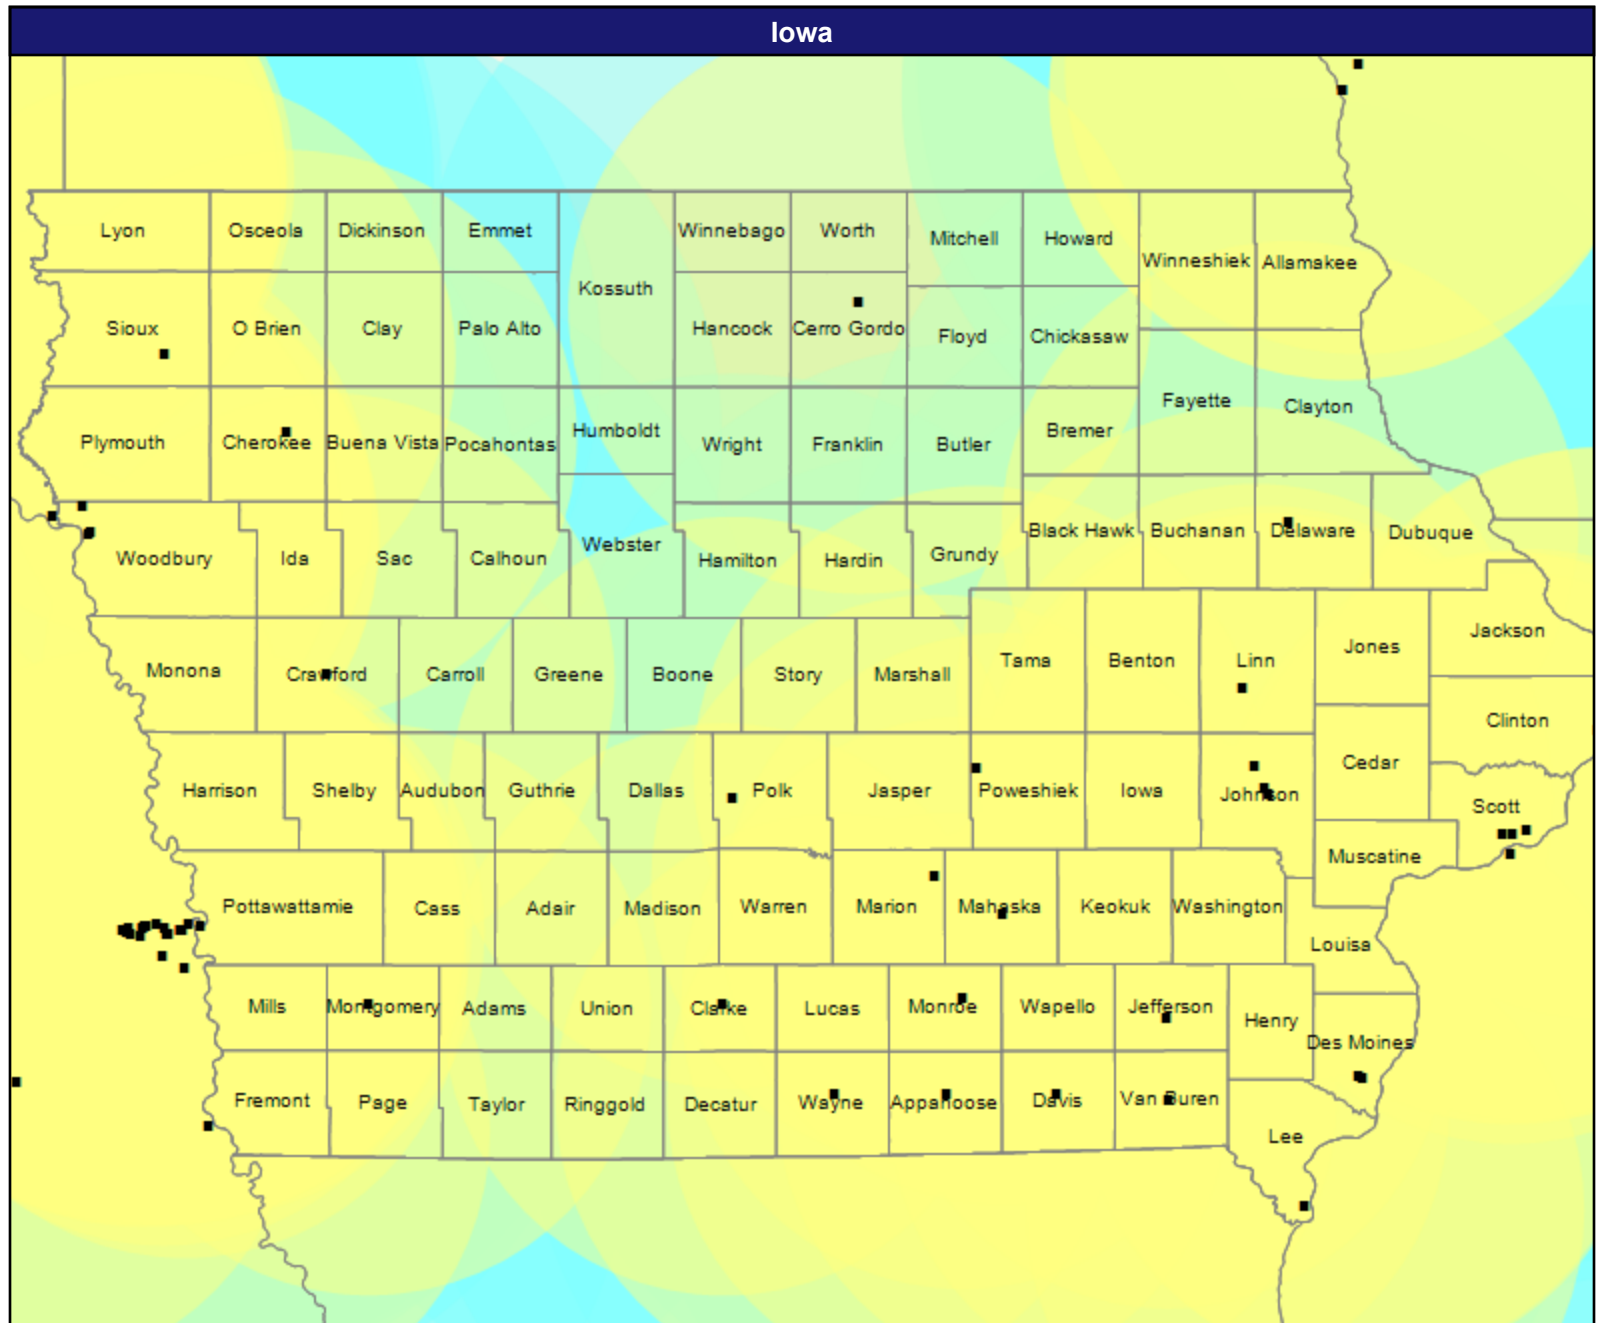 Iowa
Lyon
Osceola
Dickinson
Emmet
Winnebago
Worth
Mitchell
Howard
Winneshiek
Allamakee
Kossuth
Sioux
O Brien
Clay
Palo Alto
Hancock
Cerro Gordo
Floyd
Chickasaw
Fayette
Clayton
Plymouth
Cherokee
Buena Vista
Pocahontas
Humboldt
Wright
Franklin
Butler
Bremer
Woodbury
Ida
Sac
Calhoun
Webster
Hamilton
Hardin
Grundy
Black Hawk
Buchanan
Delaware
Dubuque
Monona
Crawford
Carroll
Greene
Boone
Story
Marshall
Tama
Benton
Linn
Jones
Jackson
Clinton
Harrison
Shelby
Audubon
Guthrie
Dallas
Polk
Jasper
Poweshiek
Iowa
Johnson
Cedar
Scott
Muscatine
Pottawattamie
Cass
Adair
Madison
Warren
Marion
Mahaska
Keokuk
Washington
Louisa
Mills
Montgomery
Adams
Union
Clarke
Lucas
Monroe
Wapello
Jefferson
Henry
Des Moines
Fremont
Page
Taylor
Ringgold
Decatur
Wayne
Appanoose
Davis
Van Buren
Lee